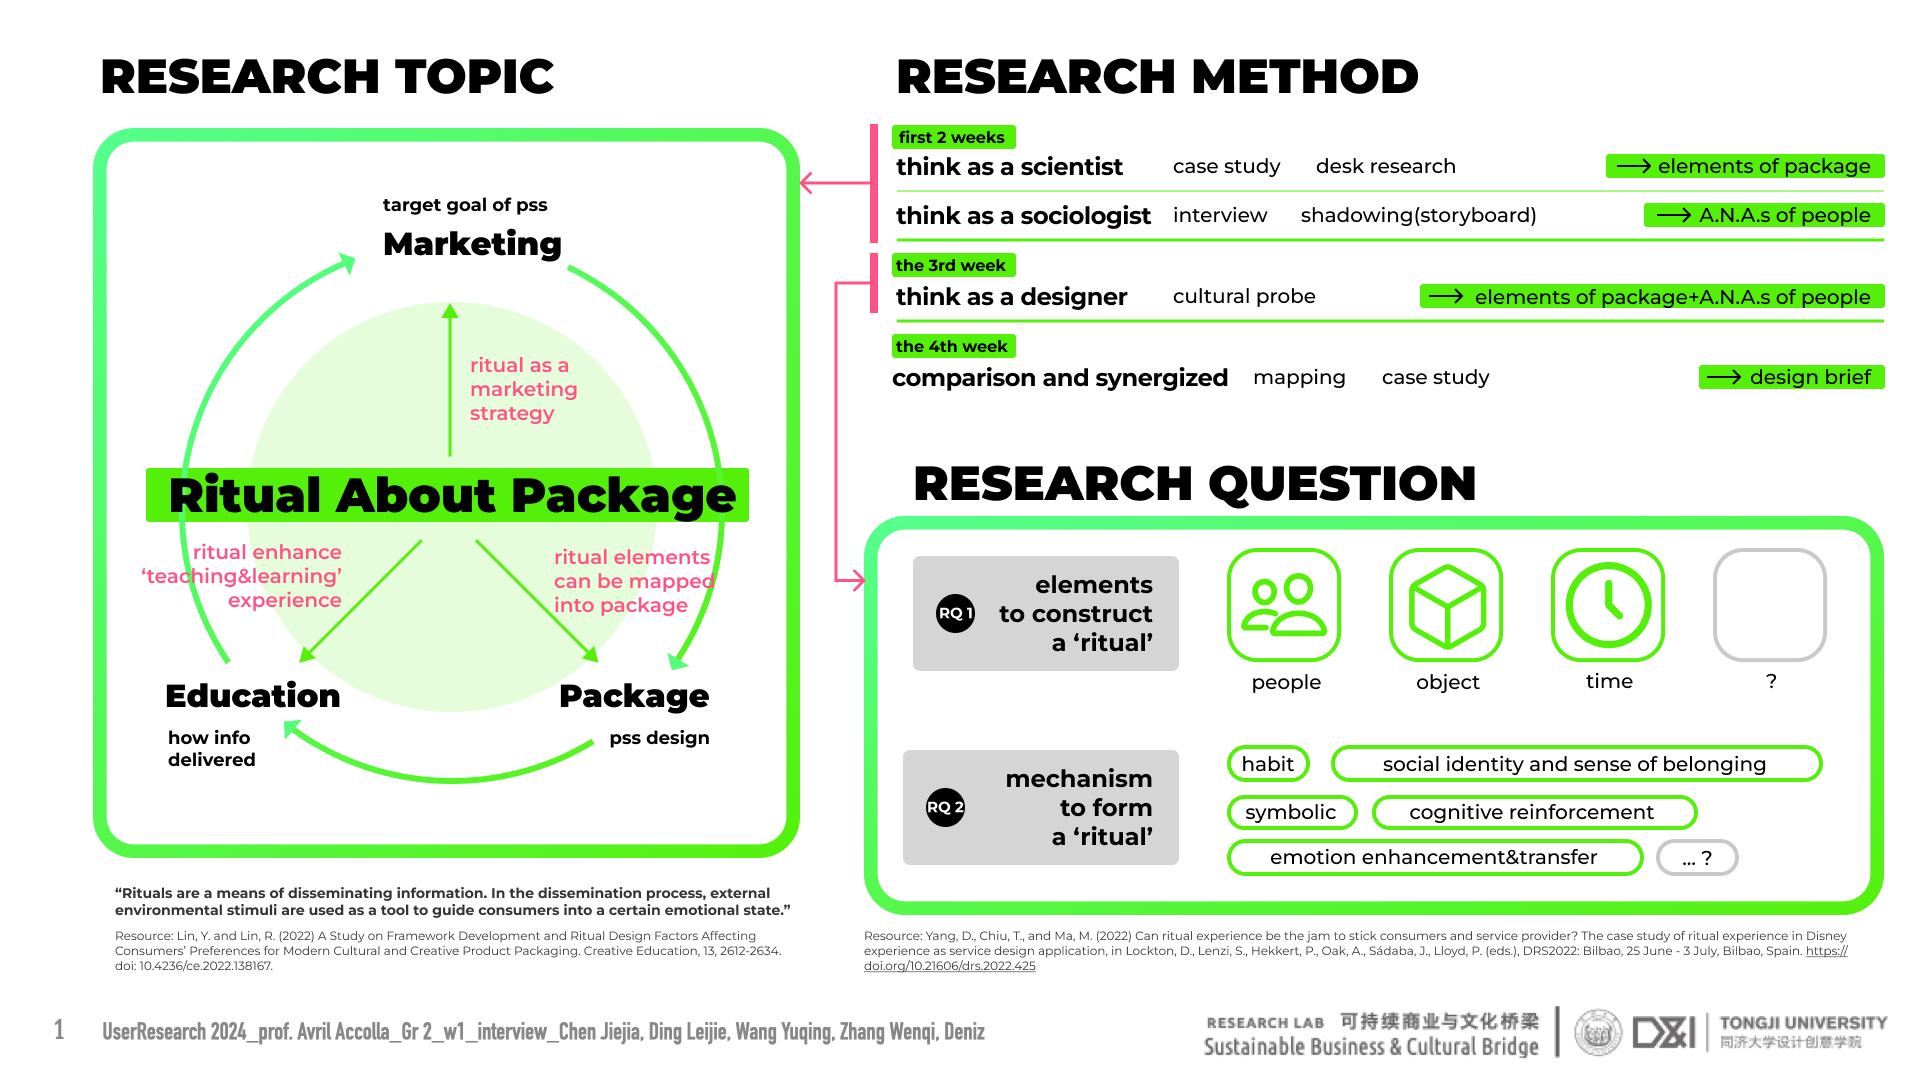 RESEARCH TOPIC
target goal of pss
Marketing
ritual as a
marketing
strategy
Ritual About Package
ritual enhance
‘teaching&learning’
experience
ritual elements
can be mapped
into package
Education
how info
delivered
Package
pss design
“Rituals are a means of disseminating information. In the dissemination process, external
environmental stimuli are used as a tool to guide consumers into a certain emotional state.”
Resource: Lin, Y. and Lin, R. (2022) A Study on Framework Development and Ritual Design Factors Affecting
Consumers’ Preferences for Modern Cultural and Creative Product Packaging. Creative Education, 13, 2612-2634.
doi: 10.4236/ce.2022.138167.
RESEARCH METHOD
first 2 weeks
think as a scientist case study desk research → elements of package
think as a sociologist interview shadowing(storyboard) → A.N.A.s of people
the 3rd week
think as a designer cultural probe → elements of package+A.N.A.s of people
the 4th week
comparison and synergized mapping case study → design brief
RESEARCH QUESTION
RQ 1
elements
to construct
a ‘ritual’
people object time ?
RQ 2
mechanism
to form
a ‘ritual’
habit social identity and sense of belonging
symbolic cognitive reinforcement
emotion enhancement&transfer ... ?
Resource: Yang, D., Chiu, T., and Ma, M. (2022) Can ritual experience be the jam to stick consumers and service provider? The case study of ritual experience in Disney
experience as service design application, in Lockton, D., Lenzi, S., Hekkert, P., Oak, A., Sádaba, J., Lloyd, P. (eds.), DRS2022: Bilbao, 25 June - 3 July, Bilbao, Spain. https://
doi.org/10.21606/drs.2022.425
1 UserResearch 2024_prof. Avril Accolla_Gr 2_w1_interview_Chen Jiejia, Ding Leijie, Wang Yuqing, Zhang Wenqi, Deniz
RESEARCH LAB 可持续商业与文化桥梁
Sustainable Business & Cultural Bridge
D&I
TONGJI UNIVERSITY
同济大学设计创意学院